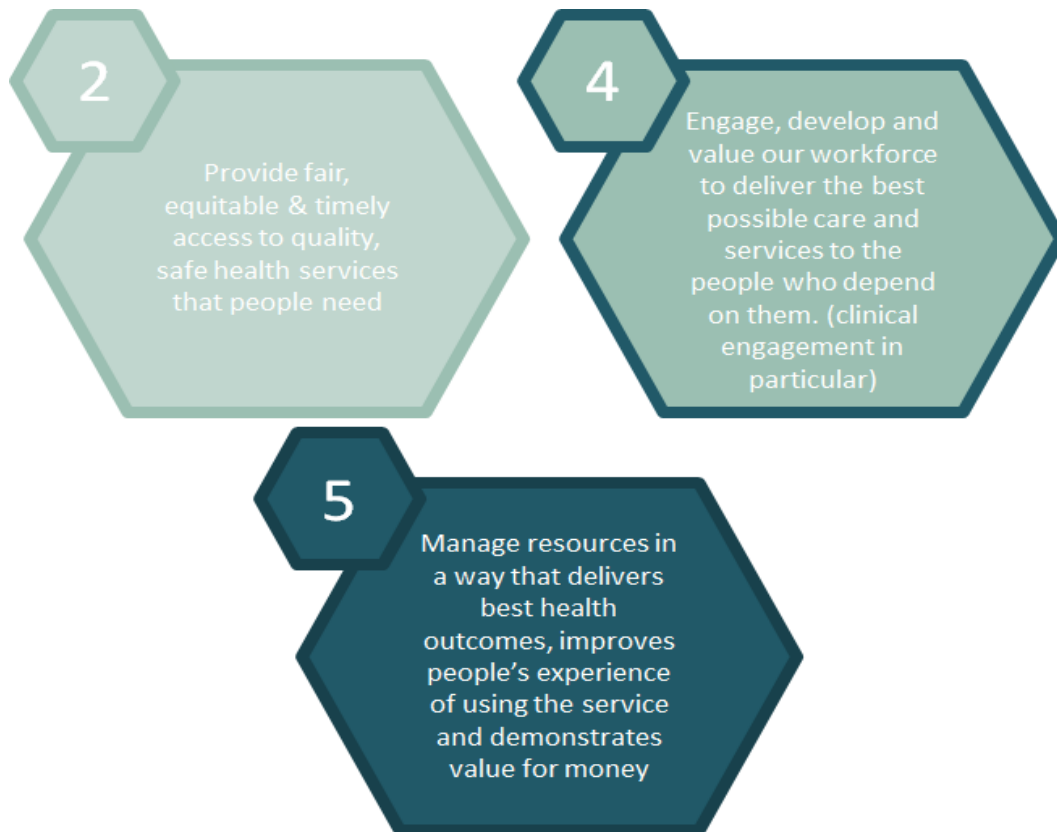 2
Provide fair,
equitable & timely
access to quality,
safe health services
that people need
4
Engage, develop and
value our workforce
to deliver the best
possible care and
services to the
people who depend
on them. (clinical
engagement in
particular)
5
Manage resources in
a way that delivers
best health
outcomes, improves
people’s experience
of using the service
and demonstrates
value for money